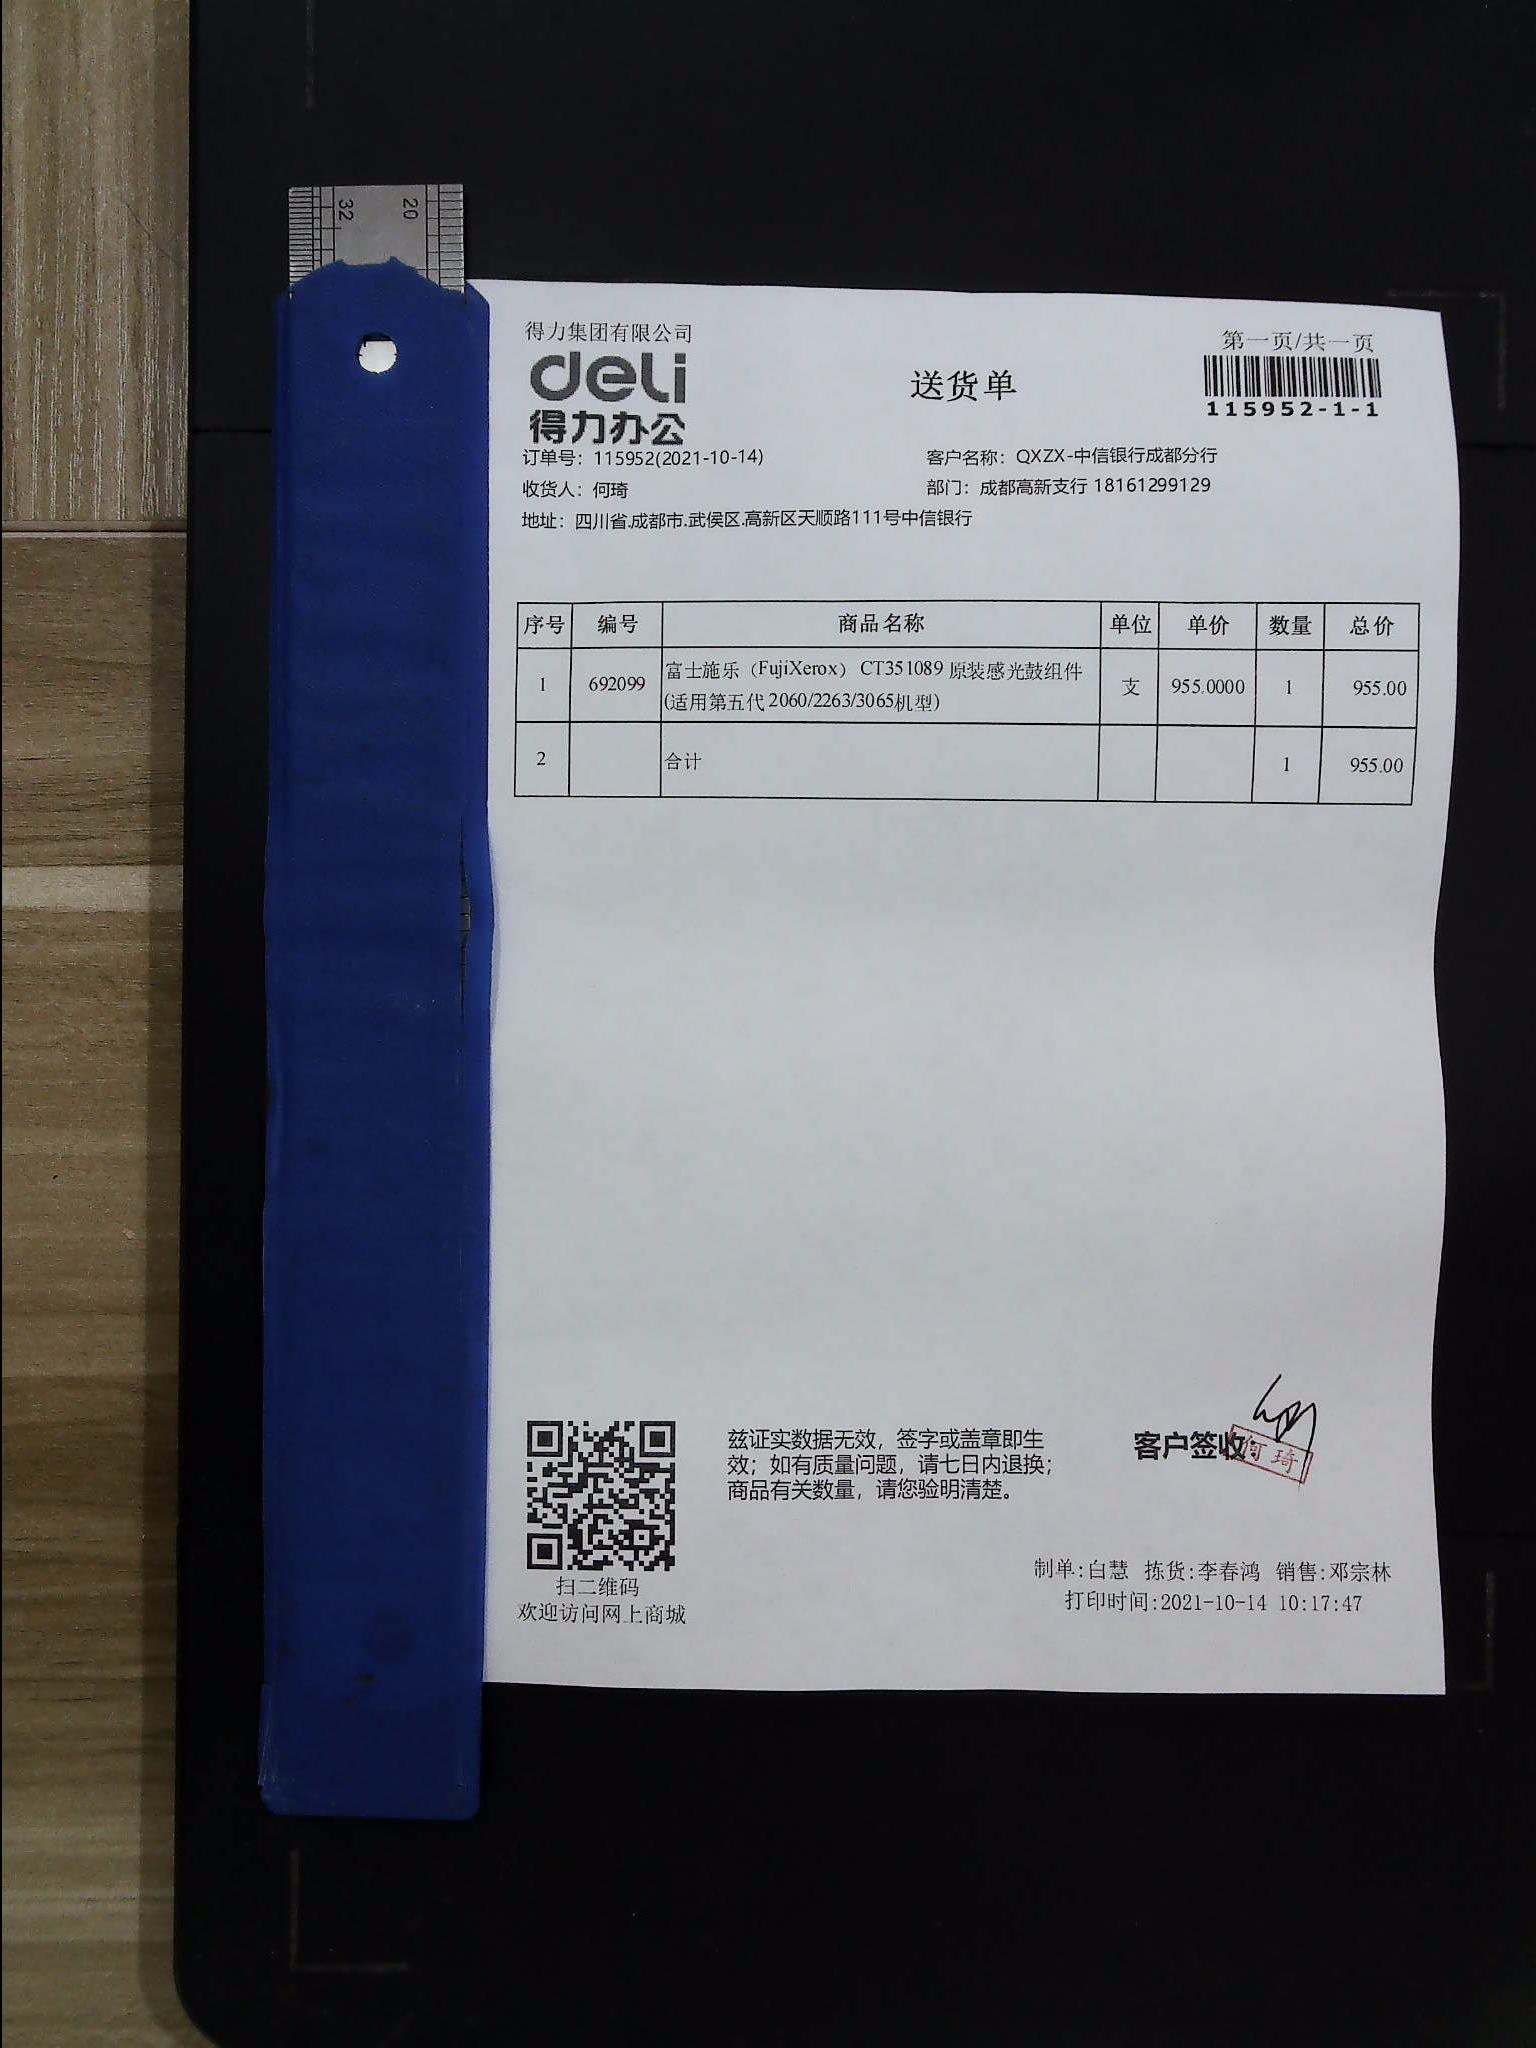 32
20
得力集团有限公司
deli
得力办公
送货单
第一页/共一页
115952-1-1
订单号：115952(2021-10-14)
客户名称：QXZX-中信银行成都分行
收货人：何琦
部门：成都高新支行 18161299129
地址：四川省.成都市.武侯区.高新区天顺路111号中信银行
序号 编号 商品名称 单位 单价 数量 总价
1 692099 富士施乐（FujiXerox） CT351089 原装感光鼓组件
(适用第五代 2060/2263/3065机型) 支 955.0000 1 955.00
2 合计 1 955.00
兹证实数据无效，签字或盖章即生
效；如有质量问题，请七日内退换；
商品有关数量，请您验明清楚。
客户签收:
何琦
扫二维码
欢迎访问网上商城
制单:白慧 拣货:李春鸿 销售:邓宗林
打印时间:2021-10-14 10:17:47